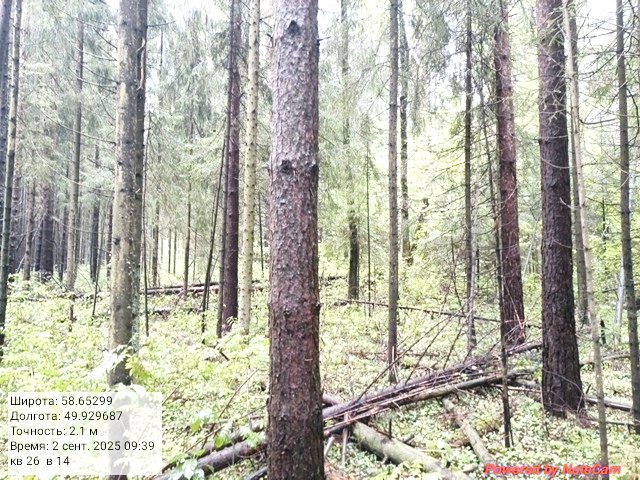 Широта: 58.65299
Долгота: 49.929687
Точность: 2.1 м
Время: 2 сент. 2025 09:39
кв 26 в 14
Powered by NoteCam